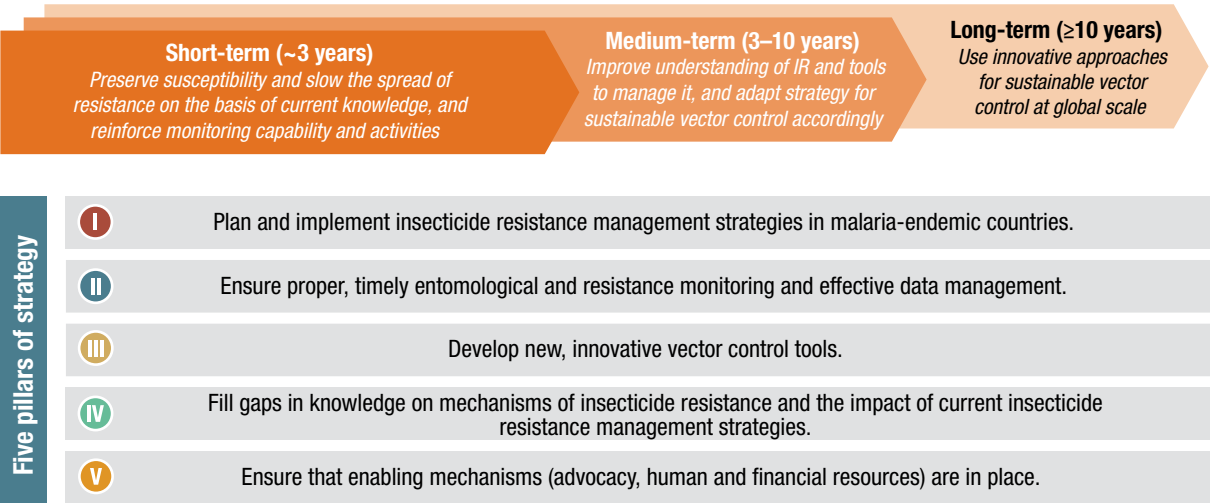 Short-term (~3 years)
Preserve susceptibility and slow the spread of
resistance on the basis of current knowledge, and
reinforce monitoring capability and activities
Medium-term (3–10 years)
Improve understanding of IR and tools
to manage it, and adapt strategy for
sustainable vector control accordingly
Long-term (≥10 years)
Use innovative approaches
for sustainable vector
control at global scale
Five pillars of strategy
I
Plan and implement insecticide resistance management strategies in malaria-endemic countries.
II
Ensure proper, timely entomological and resistance monitoring and effective data management.
III
Develop new, innovative vector control tools.
IV
Fill gaps in knowledge on mechanisms of insecticide resistance and the impact of current insecticide
resistance management strategies.
V
Ensure that enabling mechanisms (advocacy, human and financial resources) are in place.